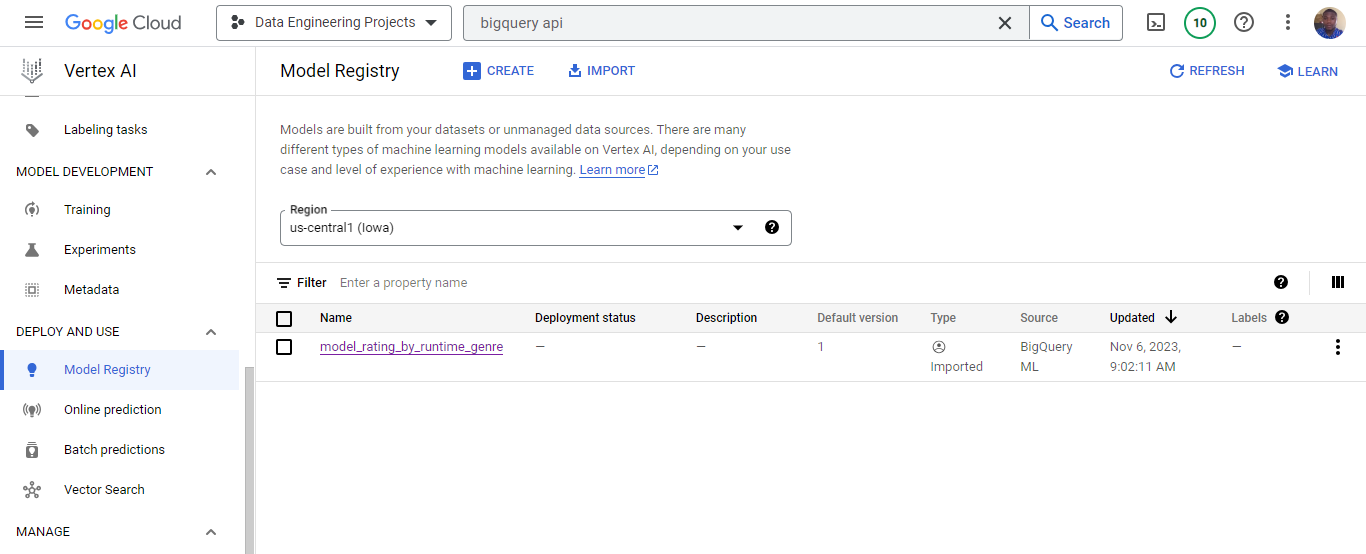 Google Cloud
Data Engineering Projects
bigquery api
Search
10
Vertex AI
Model Registry
CREATE
IMPORT
REFRESH
LEARN
Labeling tasks
MODEL DEVELOPMENT
Training
Experiments
Metadata
DEPLOY AND USE
Model Registry
Online prediction
Batch predictions
Vector Search
MANAGE
Models are built from your datasets or unmanaged data sources. There are many
different types of machine learning models available on Vertex AI, depending on your use
case and level of experience with machine learning. Learn more
Region
us-central1 (Iowa)
Filter Enter a property name
Name Deployment status Description Default version Type Source Updated Labels
model_rating_by_runtime_genre — — 1 BigQuery Nov 6, 2023, —
Imported ML 9:02:11 AM